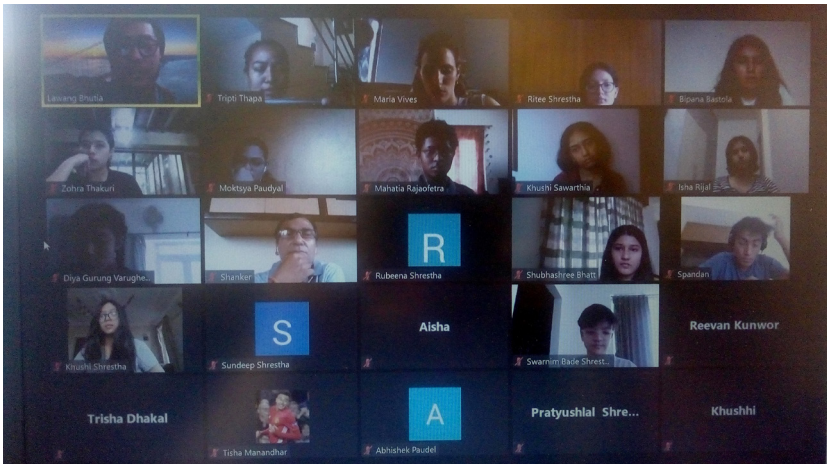 Lawang Bhutia
Tripti Thapa
Maria Vives
Ritee Shrestha
Bipana Bastola
Zohra Thakuri
Moktsya Paudyal
Mahatia Rajaofetra
Khushi Sawarthia
Isha Rijal
Diya Gurung Varughe...
Shanker
R
Rubeena Shrestha
Shubhashree Bhatt
Spandan
Khushi Shrestha
S
Sundeep Shrestha
Aisha
Swarnim Bade Shrest...
Reevan Kunwor
Trisha Dhakal
Tisha Manandhar
A
Abhishek Paudel
Pratyushlal Shre...
Khushhi